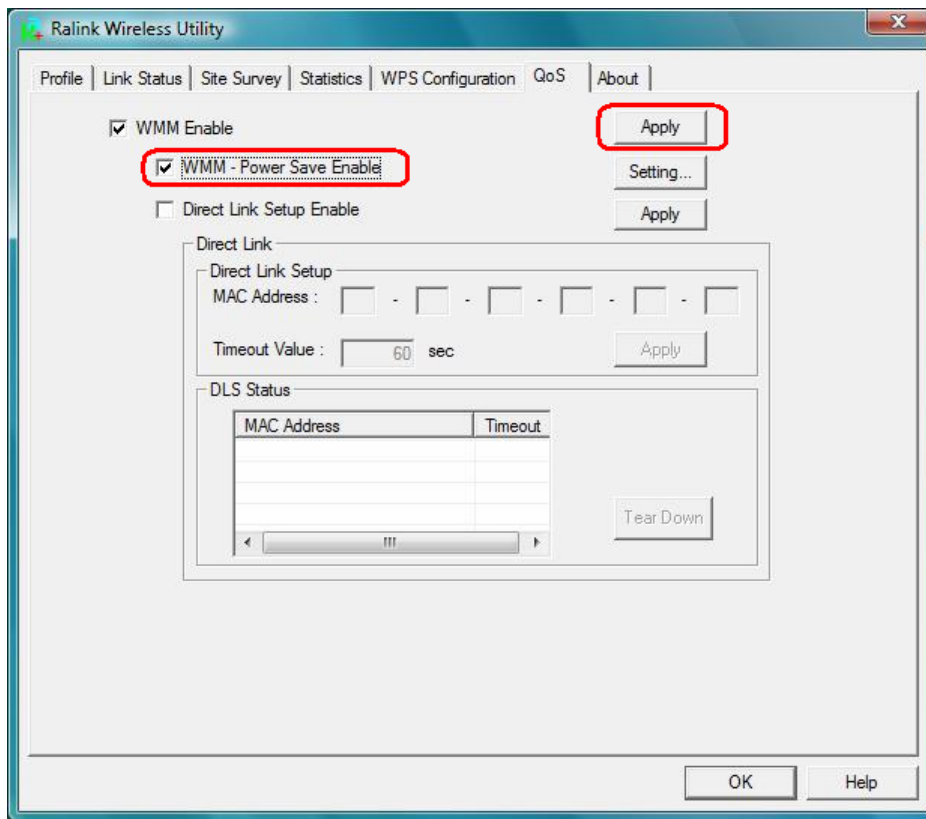 Ralink Wireless Utility
Profile Link Status Site Survey Statistics WPS Configuration QoS About
WMM Enable Apply
WMM - Power Save Enable Setting...
Direct Link Setup Enable Apply
Direct Link
Direct Link Setup
MAC Address : - - - - -
Timeout Value : 60 sec Apply
DLS Status
MAC Address Timeout
Tear Down
OK Help